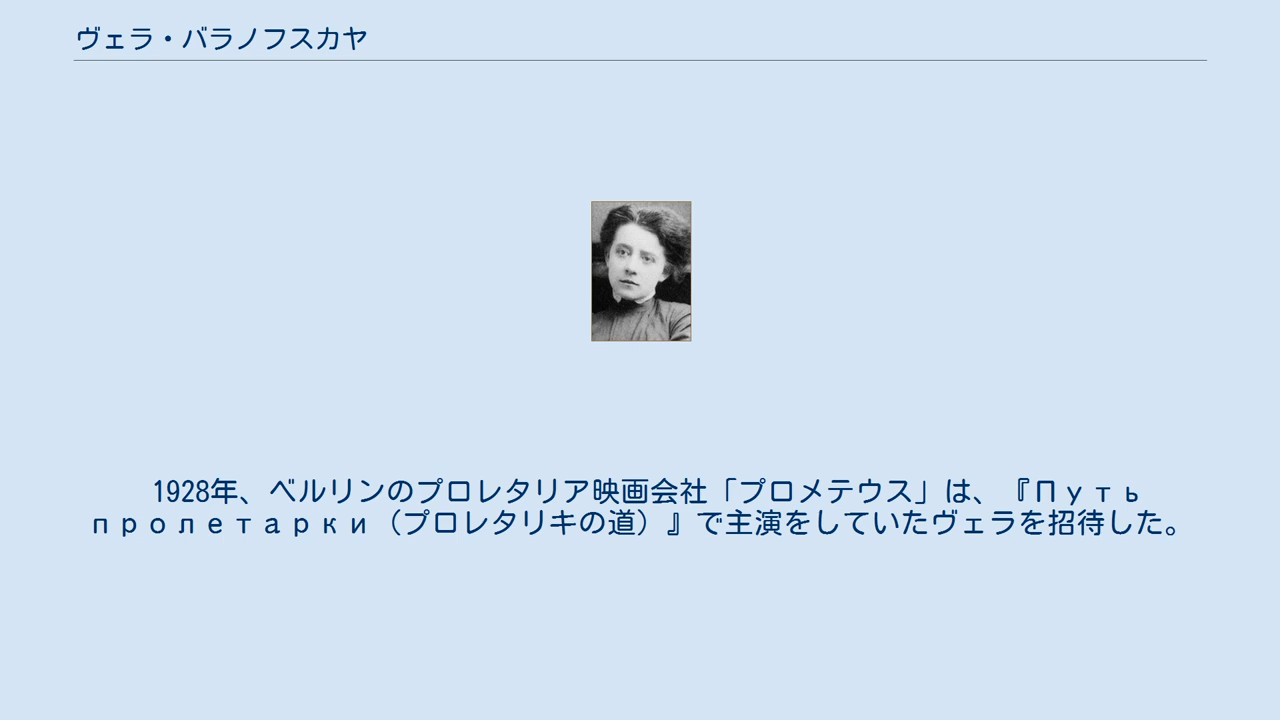 ヴェラ・バラノフスカヤ
1928年、ベルリンのプロレタリア映画会社「プロメテウス」は、『Путь
пролетарки（プロレタリキの道）』で主演をしていたヴェラを招待した。